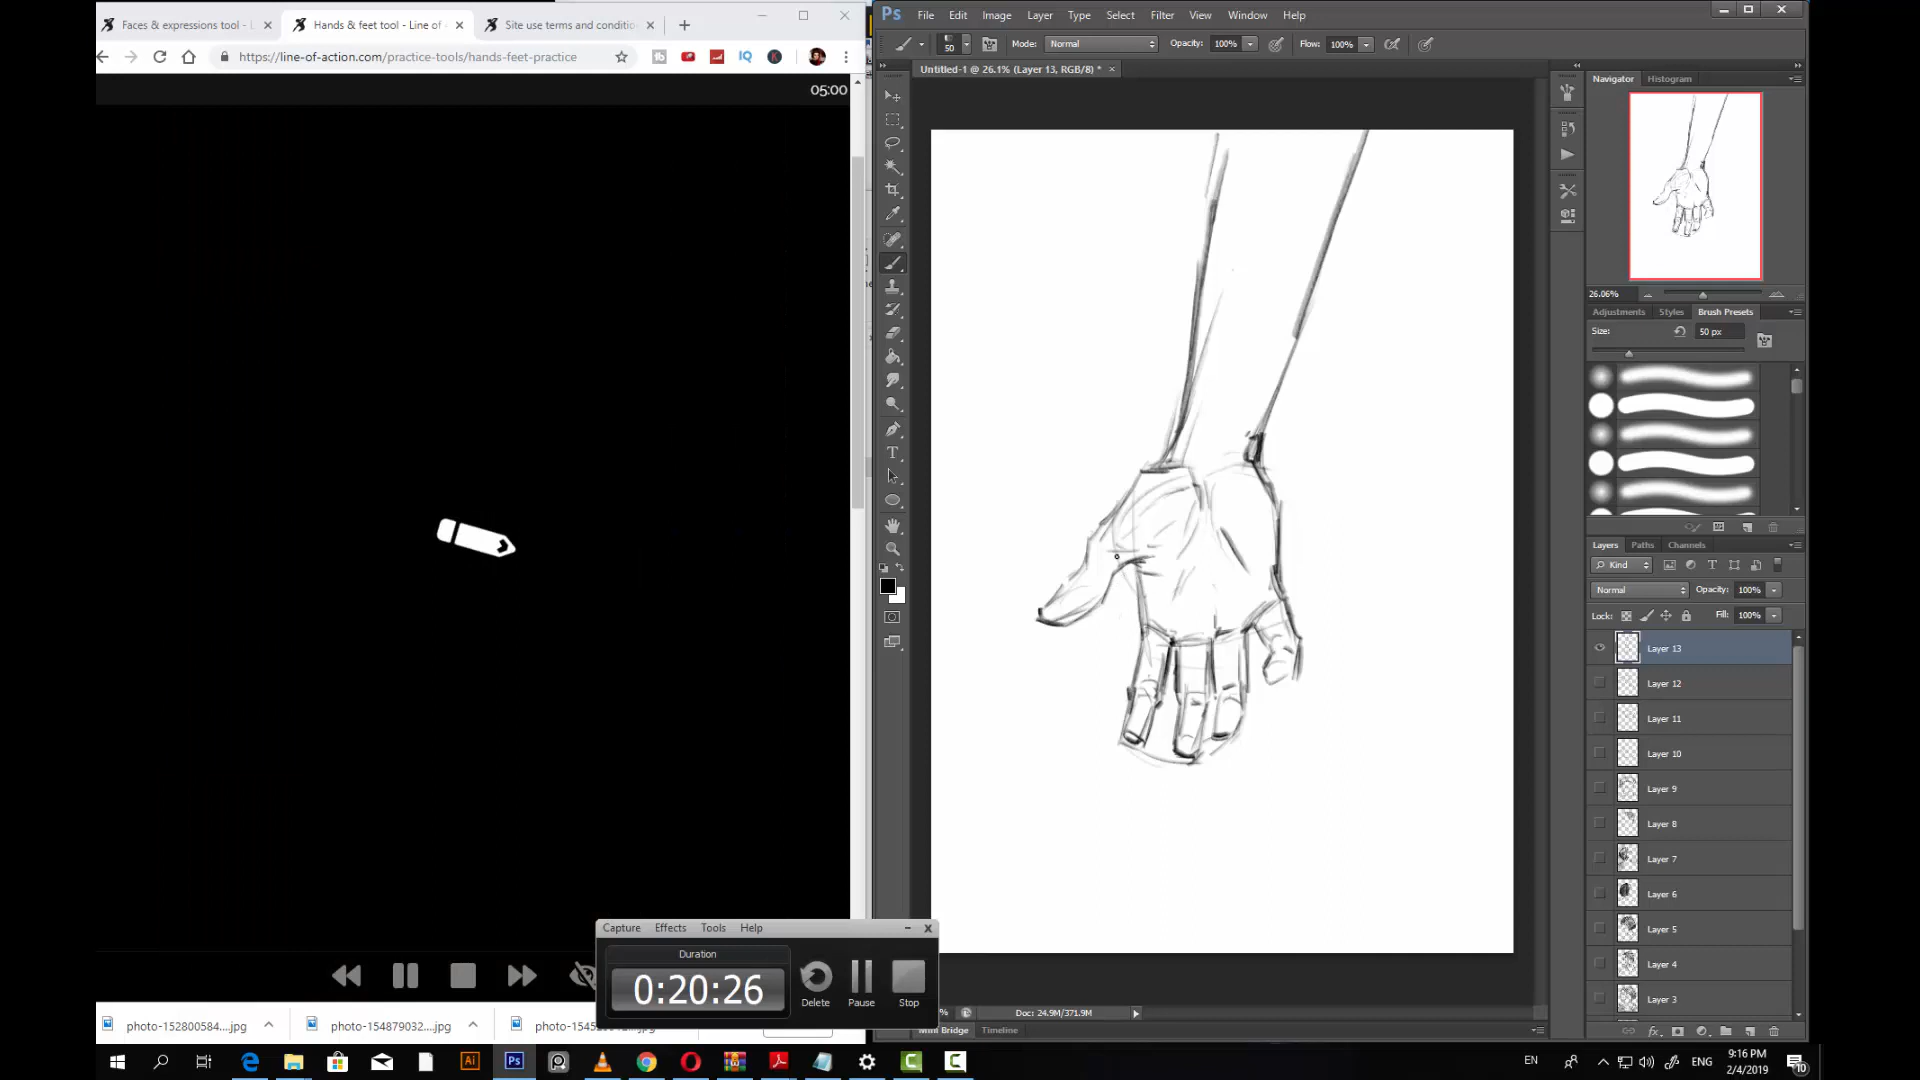 Faces & expressions tool -
Hands & feet tool - Line of
Site use terms and conditio
https://line-of-action.com/practice-tools/hands-feet-practice
05:00
Ps File Edit Image Layer Type Select Filter View Window Help
50 Mode: Normal Opacity: 100% Flow: 100%
Untitled-1 @ 26.1% (Layer 13, RGB/8) *
Navigator Histogram
26.06%
Adjustments Styles Brush Presets
Size: 50 px
Layers Paths Channels
Kind
Normal Opacity: 100%
Lock: Fill: 100%
Layer 13
Layer 12
Layer 11
Layer 10
Layer 9
Layer 8
Layer 7
Layer 6
Layer 5
Layer 4
Layer 3
Capture Effects Tools Help
Duration
0:20:26
Delete Pause Stop
Doc: 24.9M/371.9M
Mini Bridge Timeline
photo-152800584....jpg
photo-154879032....jpg
EN
ENG
9:16 PM
2/4/2019
10